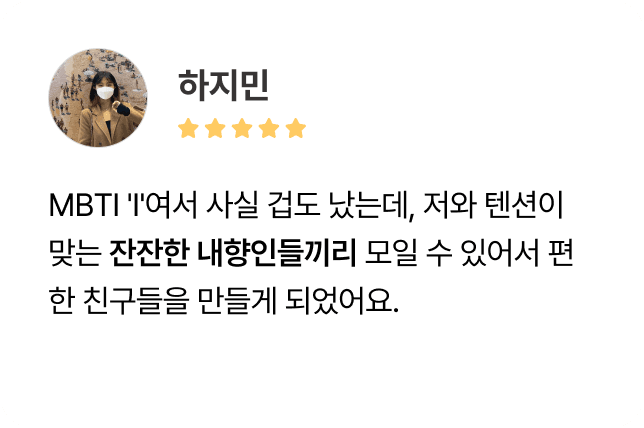 하지민
MBTI 'I'여서 사실 겁도 났는데, 저와 텐션이
맞는 잔잔한 내향인들끼리 모일 수 있어서 편
한 친구들을 만들게 되었어요.